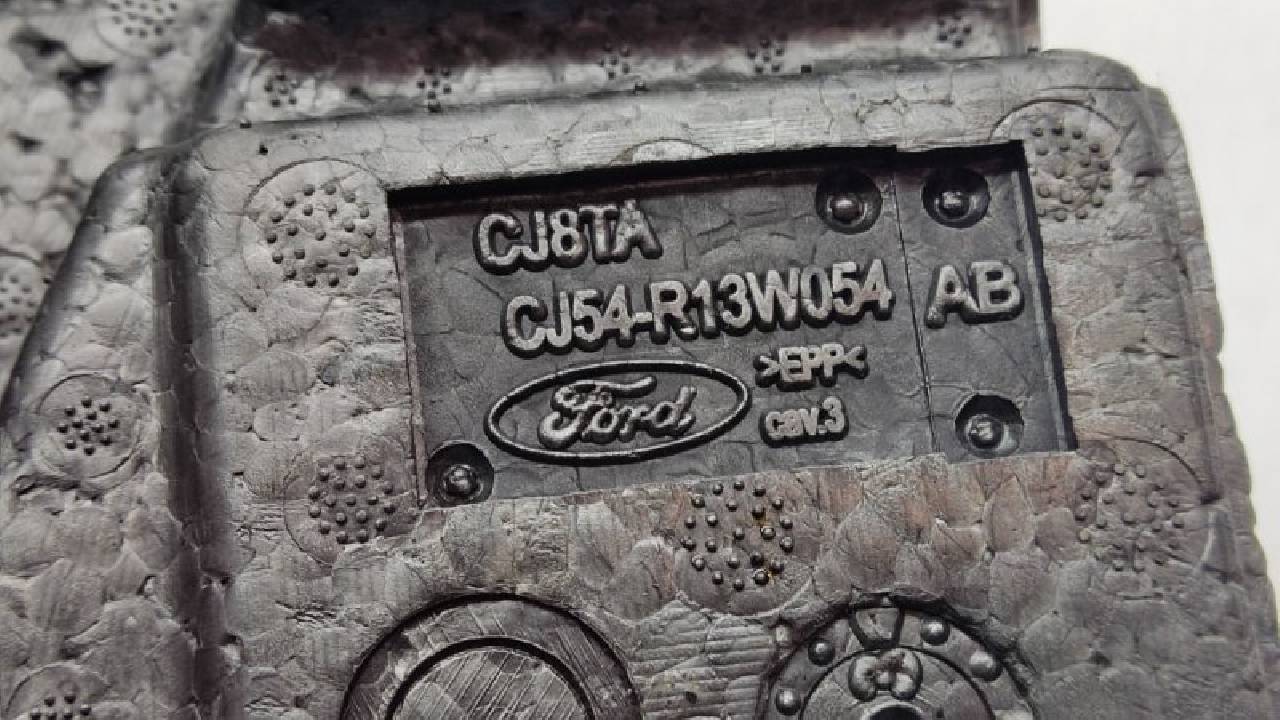 CJ8TA
CJ54-R13W054 AB
>EPP<
Ford
cav.3